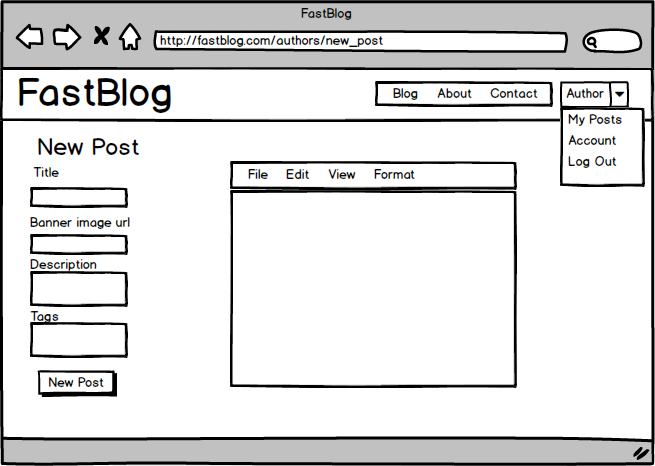 FastBlog
http://fastblog.com/authors/new_post
FastBlog
Blog About Contact
Author
My Posts
Account
Log Out
New Post
Title
Banner image url
Description
Tags
New Post
File Edit View Format